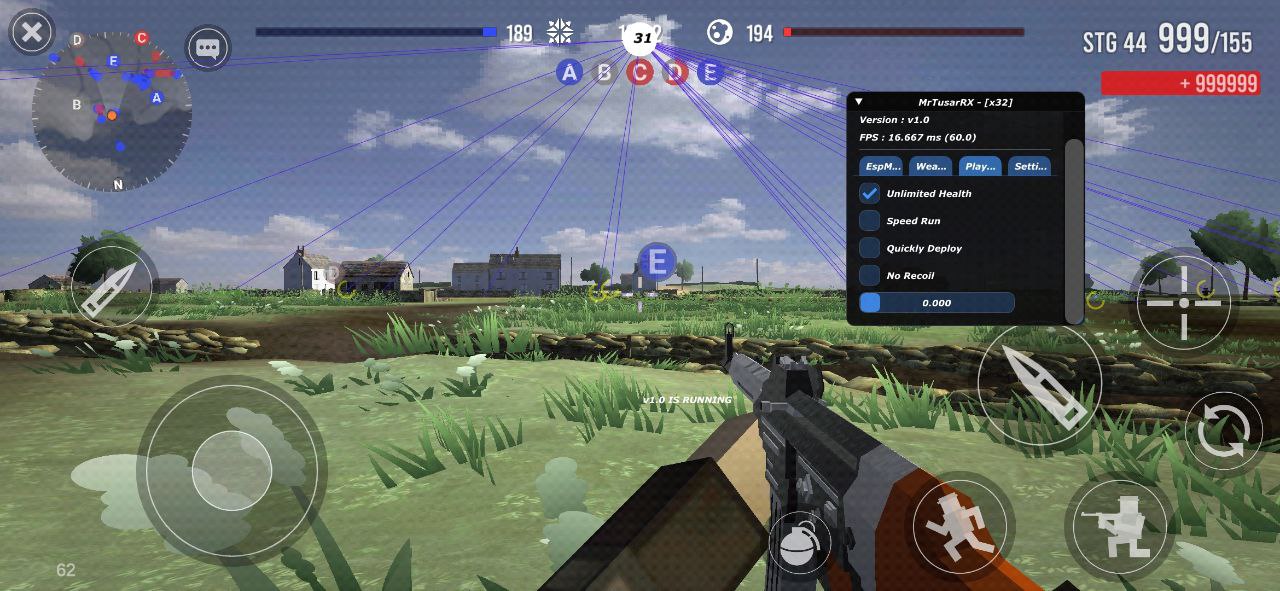 189
31
194
STG 44 999/155
+ 999999
D
C
E
A
B
N
A B C D E
MrTusarRX - [x32]
Version : v1.0
FPS : 16.667 ms (60.0)
EspM... Wea... Play... Setti...
Unlimited Health
Speed Run
Quickly Deploy
No Recoil
0.000
E
D
v1.0 IS RUNNING
62